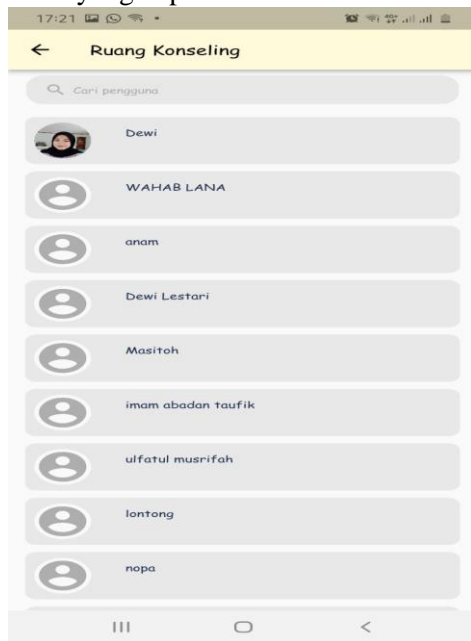 17:21
Ruang Konseling
Cari pengguna
Dewi
WAHAB LANA
anam
Dewi Lestari
Masitoh
imam abadan taufik
ulfatul musrifah
lontong
nopa